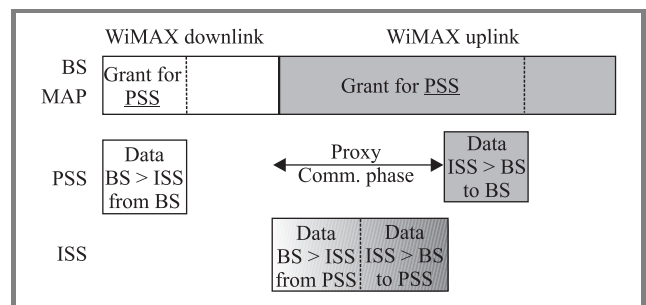 WiMAX downlink
WiMAX uplink
BS
MAP
Grant for
PSS
Grant for PSS
PSS
Data
BS > ISS
from BS
Proxy
Comm. phase
Data
ISS > BS
to BS
ISS
Data
BS > ISS
from PSS
Data
ISS > BS
to PSS